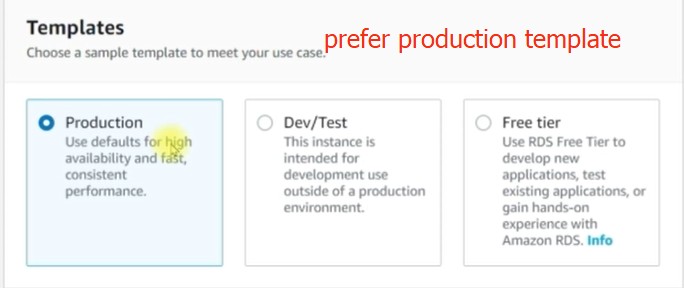 Templates
Choose a sample template to meet your use case.
prefer production template
Production
Use defaults for high
availability and fast,
consistent
performance.
Dev/Test
This instance is
intended for
development use
outside of a production
environment.
Free tier
Use RDS Free Tier to
develop new
applications, test
existing applications, or
gain hands-on
experience with
Amazon RDS. Info